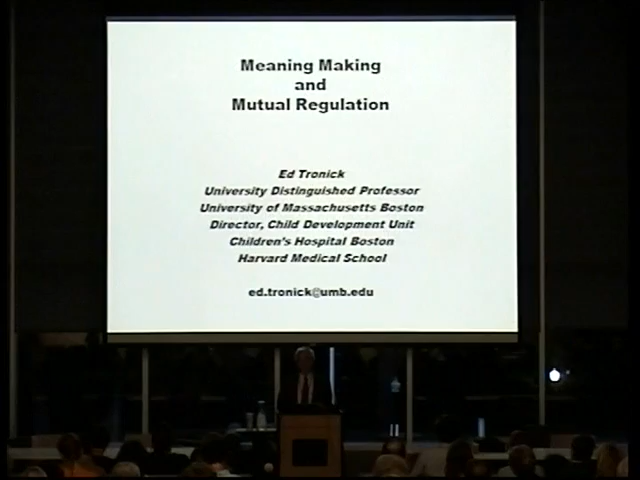 Meaning Making
and
Mutual Regulation
Ed Tronick
University Distinguished Professor
University of Massachusetts Boston
Director, Child Development Unit
Children's Hospital Boston
Harvard Medical School
ed.tronick@umb.edu